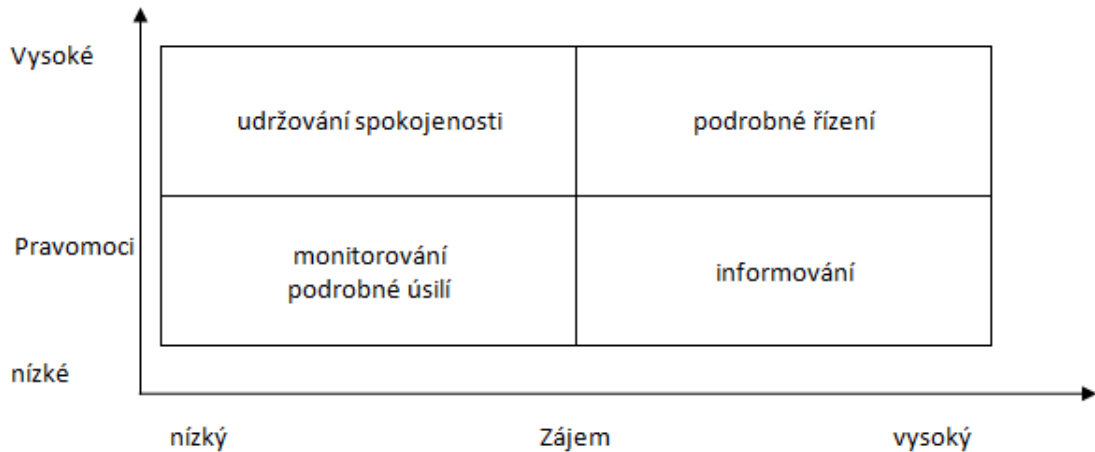 Vysoké
udržování spokojenosti
podrobné řízení
Pravomoci
monitorování
podrobné úsilí
informování
nízké
nízký
Zájem
vysoký